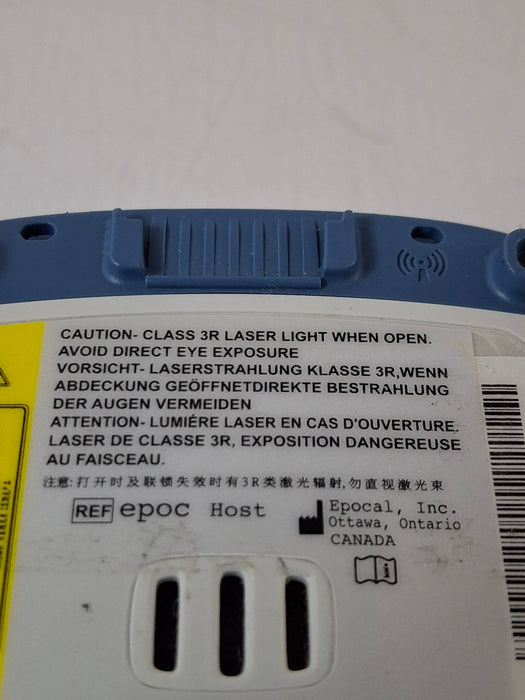 CAUTION- CLASS 3R LASER LIGHT WHEN OPEN.
AVOID DIRECT EYE EXPOSURE
VORSICHT- LASERSTRAHLUNG KLASSE 3R,WENN
ABDECKUNG GEÖFFNETDIREKTE BESTRAHLUNG
DER AUGEN VERMEIDEN
ATTENTION- LUMIÉRE LASER EN CAS D'OUVERTURE.
LASER DE CLASSE 3R, EXPOSITION DANGEREUSE
AU FAISCEAU.
注意:打开时及联锁失效时有3R类激光辐射,勿直视激光束
REF epoc Host
Epocal, Inc.
Ottawa, Ontario
CANADA